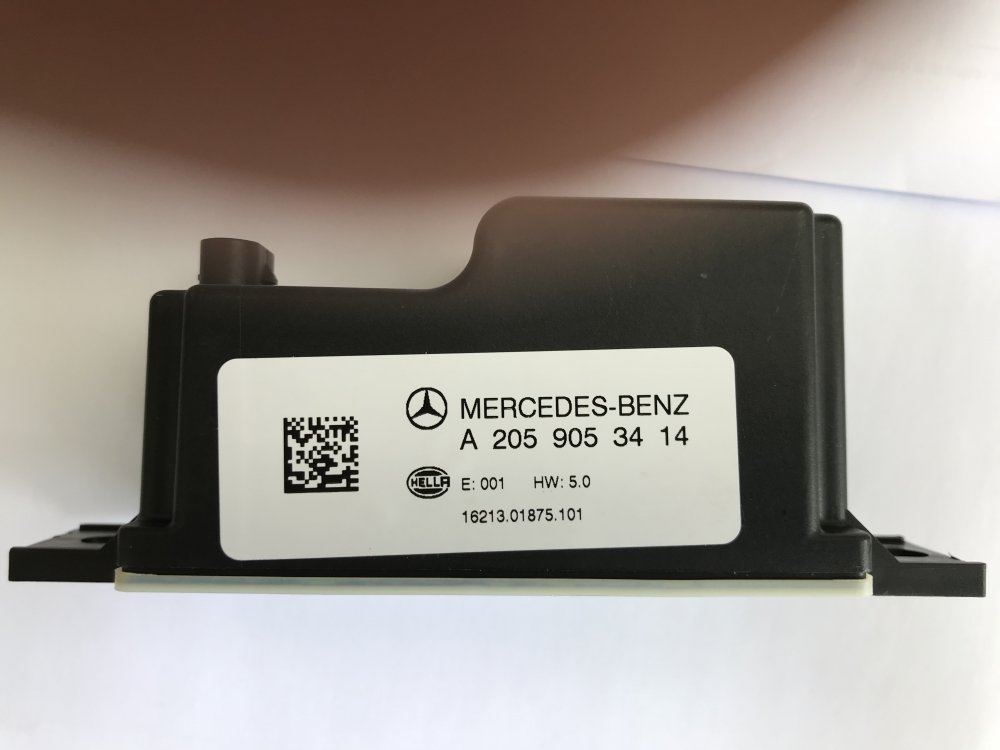 MERCEDES-BENZ
A 205 905 34 14
HELLA
E: 001 HW: 5.0
16213.01875.101